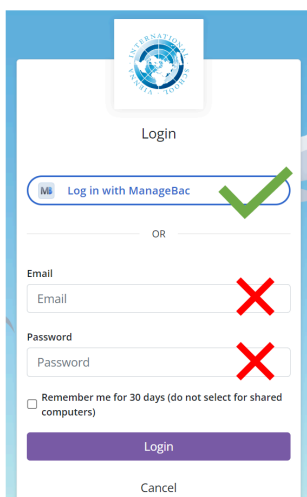 VIENNA INTERNATIONAL SCHOOL
Login
Log in with ManageBac
OR
Email
Email
Password
Password
Remember me for 30 days (do not select for shared
computers)
Login
Cancel